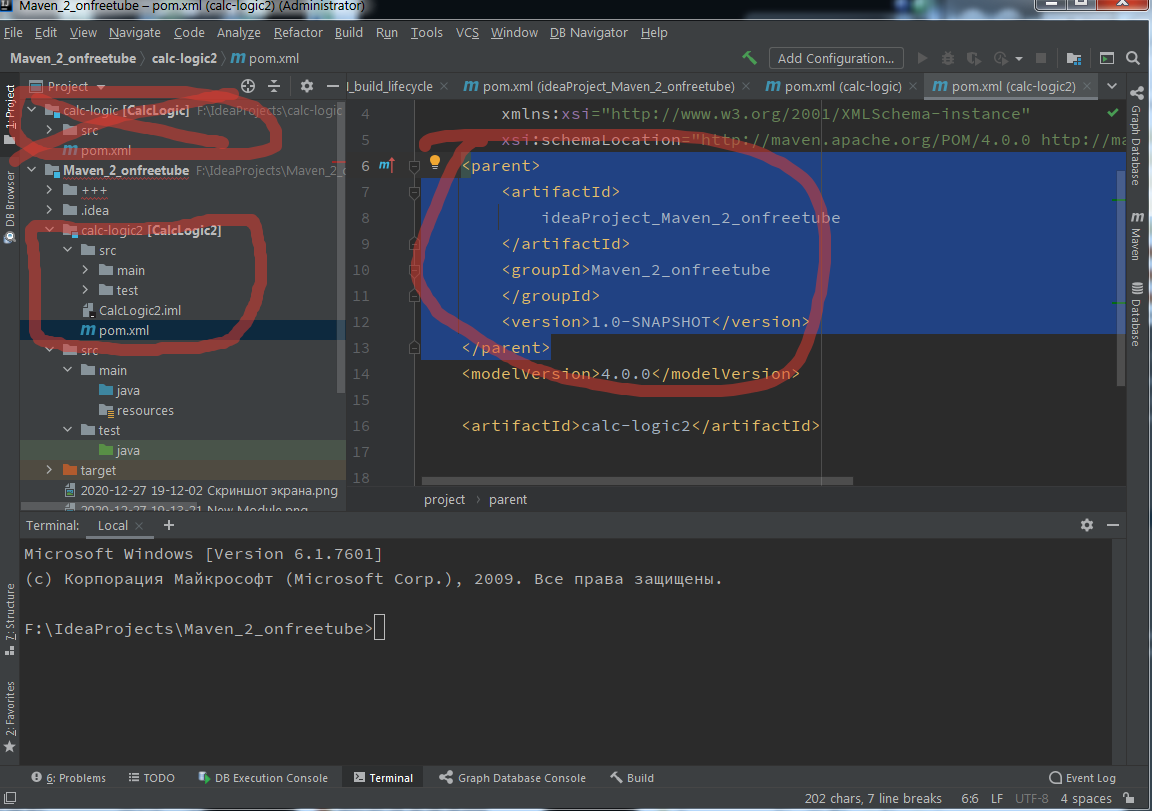 Maven_2_onfreetube – pom.xml (calc-logic2) (Administrator)
File Edit View Navigate Code Analyze Refactor Build Run Tools VCS Window DB Navigator Help
Maven_2_onfreetube calc-logic2 m pom.xml Add Configuration...
Project l_build_lifecycle m pom.xml (ideaProject_Maven_2_onfreetube) m pom.xml (calc-logic) m pom.xml (calc-logic2)
1: Project
DB Browser
7: Structure
2: Favorites
calc-logic [CalcLogic] F:\IdeaProjects\calc-logic
src
m pom.xml
Maven_2_onfreetube F:\IdeaProjects\Maven_2_
+++
.idea
calc-logic2 [CalcLogic2]
src
main
test
CalcLogic2.iml
m pom.xml
src
main
java
resources
test
java
target
2020-12-27 19-12-02 Скриншот экрана.png
2020-12-27 19-13-21 New Module.png
4 xmlns:xsi="http://www.w3.org/2001/XMLSchema-instance"
5 xsi:schemaLocation="http://maven.apache.org/POM/4.0.0 http://ma
6 m <parent>
7 <artifactId>
8 ideaProject_Maven_2_onfreetube
9 </artifactId>
10 <groupId>Maven_2_onfreetube
11 </groupId>
12 <version>1.0-SNAPSHOT</version>
13 </parent>
14 <modelVersion>4.0.0</modelVersion>
15
16 <artifactId>calc-logic2</artifactId>
17
18
project parent
Graph Database
m Maven
Database
Terminal: Local +
Microsoft Windows [Version 6.1.7601]
(c) Корпорация Майкрософт (Microsoft Corp.), 2009. Все права защищены.
F:\IdeaProjects\Maven_2_onfreetube>
6: Problems TODO DB Execution Console Terminal Graph Database Console Build Event Log
202 chars, 7 line breaks 6:6 LF UTF-8 4 spaces